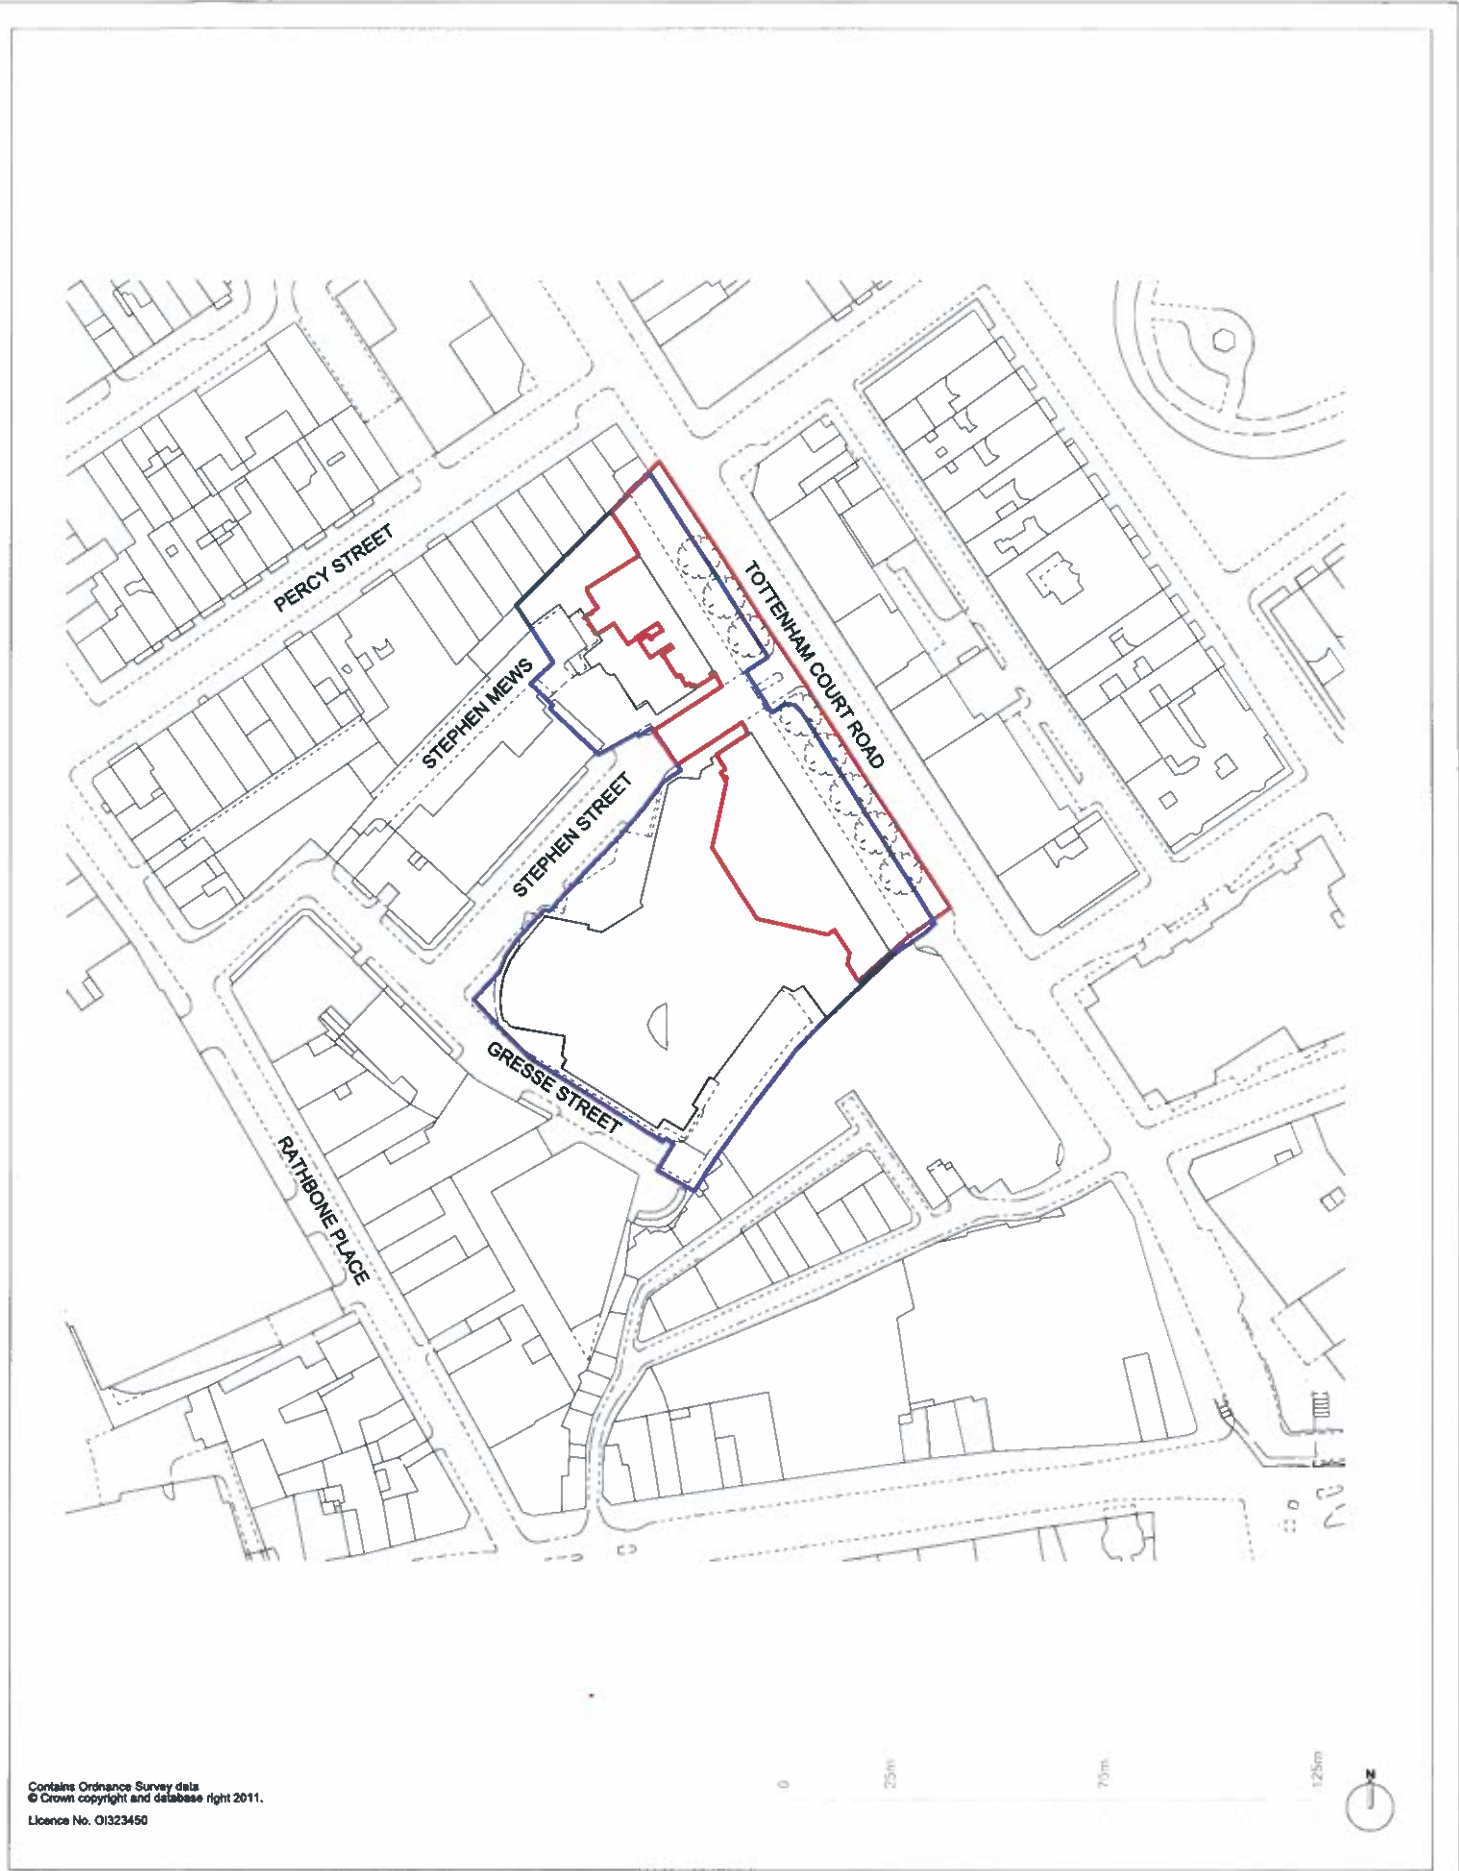 PERCY STREET
TOTTENHAM COURT ROAD
STEPHEN MEWS
STEPHEN STREET
GRESSE STREET
RATHBONE PLACE
Contains Ordnance Survey data
© Crown copyright and database right 2011.
Licence No. OI323450
0
25m
75m
125m
N